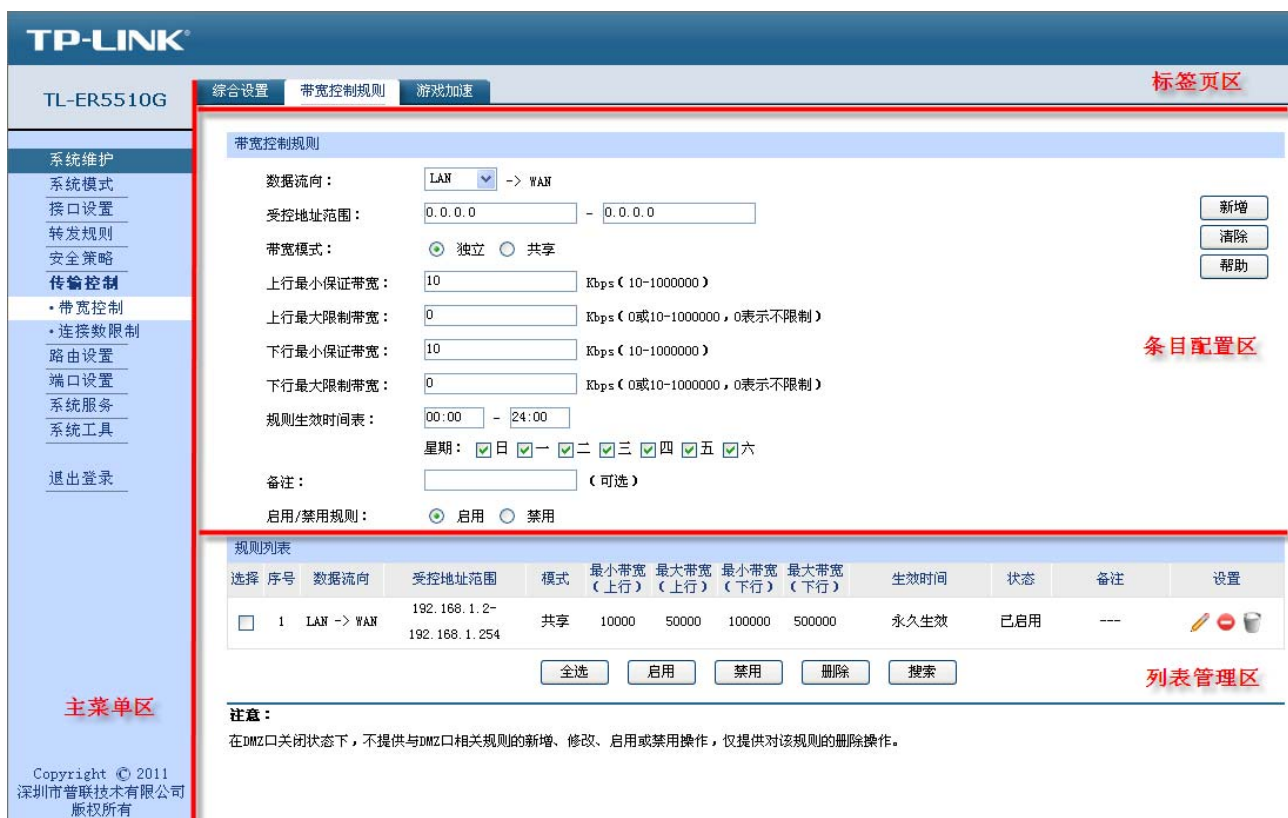 TP-LINK
TL-ER5510G
综合设置 带宽控制规则 游戏加速 标签页区
系统维护
系统模式
接口设置
转发规则
安全策略
传输控制
·带宽控制
·连接数限制
路由设置
端口设置
系统服务
系统工具
退出登录
主菜单区
Copyright © 2011
深圳市普联技术有限公司
版权所有
带宽控制规则
数据流向： LAN -> WAN
受控地址范围： 0.0.0.0 - 0.0.0.0
带宽模式： 独立 共享
上行最小保证带宽： 10 Kbps（10-1000000）
上行最大限制带宽： 0 Kbps（0或10-1000000，0表示不限制）
下行最小保证带宽： 10 Kbps（10-1000000）
下行最大限制带宽： 0 Kbps（0或10-1000000，0表示不限制）
规则生效时间表： 00:00 - 24:00
星期： 日 一 二 三 四 五 六
备注： （可选）
启用/禁用规则： 启用 禁用
新增
清除
帮助
条目配置区
规则列表
选择 序号 数据流向 受控地址范围 模式 最小带宽（上行） 最大带宽（上行） 最小带宽（下行） 最大带宽（下行） 生效时间 状态 备注 设置
1 LAN -> WAN 192.168.1.2-192.168.1.254 共享 10000 50000 100000 500000 永久生效 已启用 ---
全选 启用 禁用 删除 搜索
列表管理区
注意：
在DMZ口关闭状态下，不提供与DMZ口相关规则的新增、修改、启用或禁用操作，仅提供对该规则的删除操作。